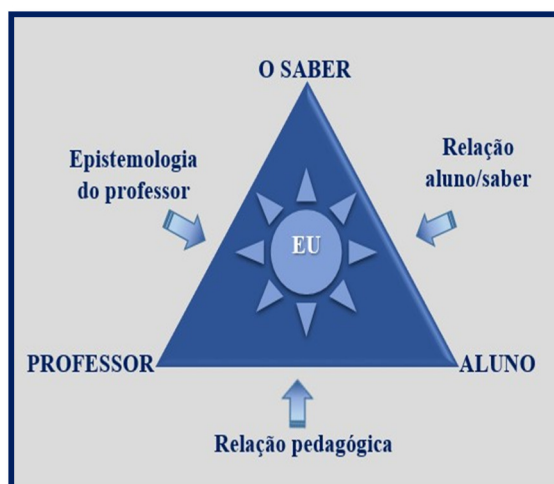 O SABER
Epistemologia
do professor
Relação
aluno/saber
EU
PROFESSOR
ALUNO
Relação pedagógica